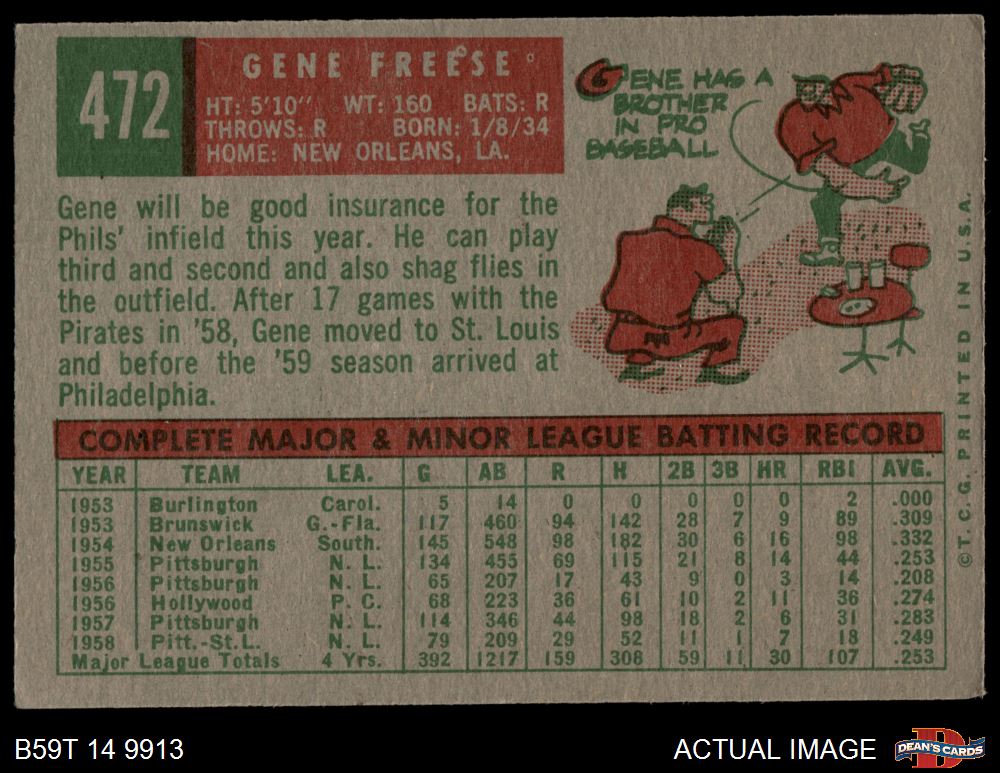 472
GENE FREESE
HT: 5'10" WT: 160 BATS: R
THROWS: R BORN: 1/8/34
HOME: NEW ORLEANS, LA.
GENE HAS A
BROTHER
IN PRO
BASEBALL
Gene will be good insurance for the
Phils' infield this year. He can play
third and second and also shag flies in
the outfield. After 17 games with the
Pirates in '58, Gene moved to St. Louis
and before the '59 season arrived at
Philadelphia.
COMPLETE MAJOR & MINOR LEAGUE BATTING RECORD
YEAR TEAM LEA. G AB R H 2B 3B HR RBI AVG.
1953 Burlington Carol. 5 14 0 0 0 0 0 2 .000
1953 Brunswick G.-Fla. 117 460 94 142 28 7 9 89 .309
1954 New Orleans South. 145 548 98 182 30 6 16 98 .332
1955 Pittsburgh N. L. 134 455 69 115 21 8 14 44 .253
1956 Pittsburgh N. L. 65 207 17 43 9 0 3 14 .208
1956 Hollywood P. C. 68 223 36 61 10 2 11 36 .274
1957 Pittsburgh N. L. 114 346 44 98 18 2 6 31 .283
1958 Pitt.-St.L. N. L. 79 209 29 52 11 1 7 18 .249
Major League Totals 4 Yrs. 392 1217 159 308 59 11 30 107 .253
©T. C. G. PRINTED IN U.S.A.
B59T 14 9913
ACTUAL IMAGE
D
DEAN'S CARDS